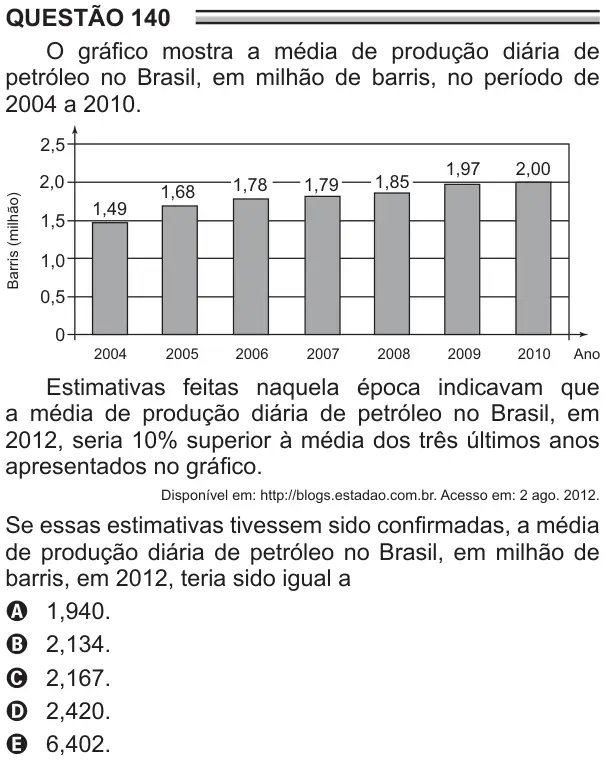 QUESTÃO 140
O gráfico mostra a média de produção diária de
petróleo no Brasil, em milhão de barris, no período de
2004 a 2010.
Barris (milhão)
2,5
2,0
1,5
1,0
0,5
0
1,49
1,68
1,78
1,79
1,85
1,97
2,00
2004 2005 2006 2007 2008 2009 2010 Ano
Estimativas feitas naquela época indicavam que
a média de produção diária de petróleo no Brasil, em
2012, seria 10% superior à média dos três últimos anos
apresentados no gráfico.
Disponível em: http://blogs.estadao.com.br. Acesso em: 2 ago. 2012.
Se essas estimativas tivessem sido confirmadas, a média
de produção diária de petróleo no Brasil, em milhão de
barris, em 2012, teria sido igual a
A 1,940.
B 2,134.
C 2,167.
D 2,420.
E 6,402.